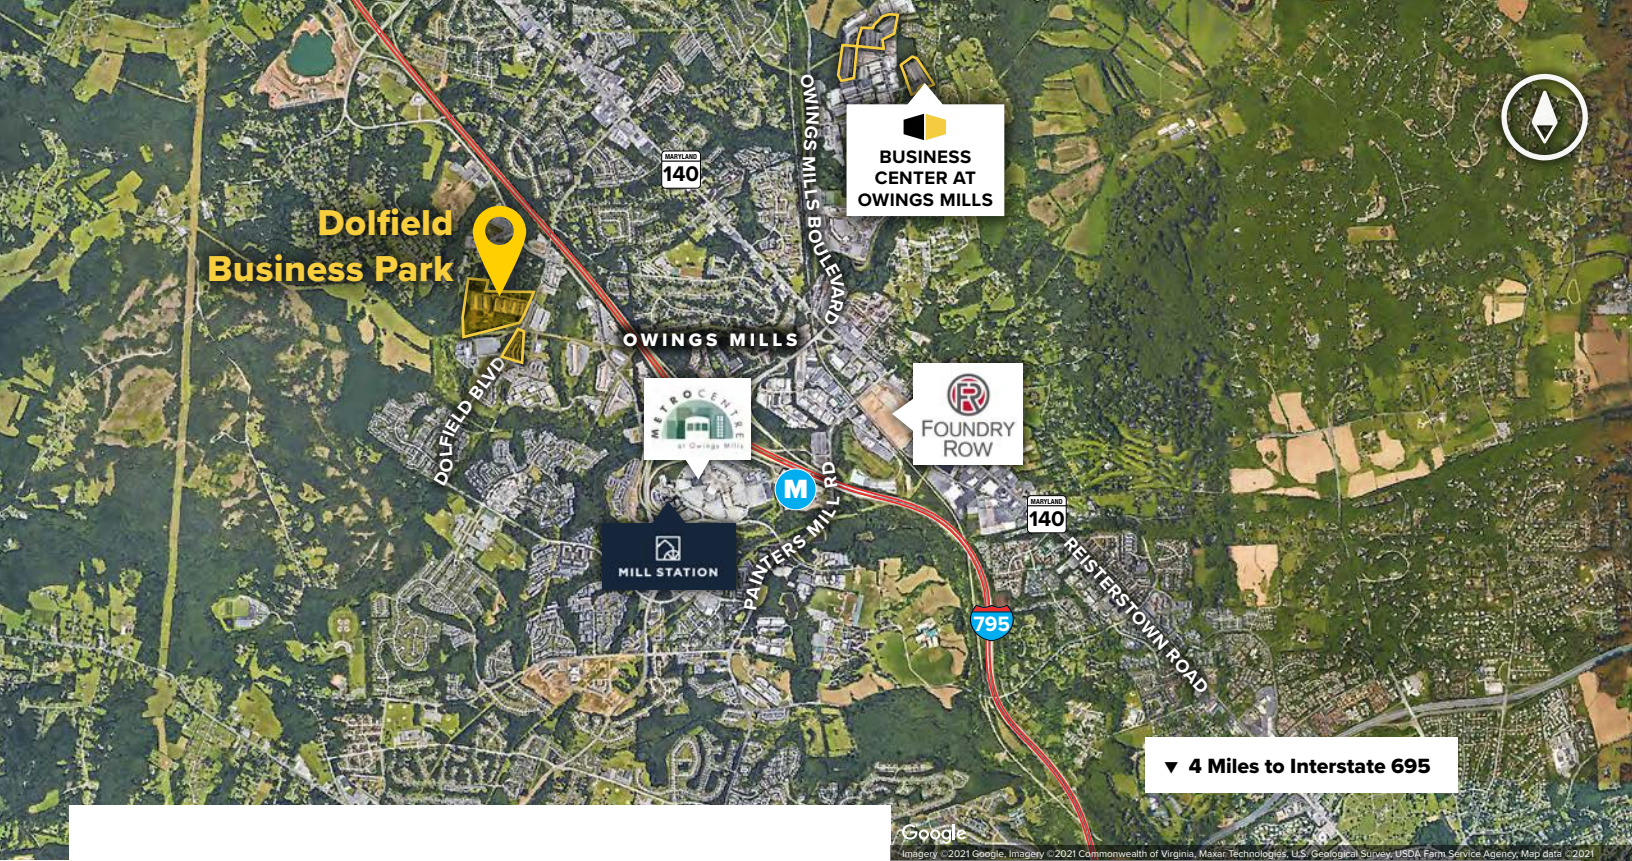 BUSINESS
CENTER AT
OWINGS MILLS
OWINGS MILLS BOULEVARD
MARYLAND
140
Dolfield
Business Park
OWINGS MILLS
DOLFIELD BLVD
METROCENTRE
at Owings Mills
FR
FOUNDRY
ROW
M
PAINTERS MILL RD
MILL STATION
MARYLAND
140
REISTERSTOWN ROAD
795
▼ 4 Miles to Interstate 695
Google
Imagery ©2021 Google, Imagery ©2021 Commonwealth of Virginia, Maxar Technologies, U.S. Geological Survey, USDA Farm Service Agency, Map data ©2021